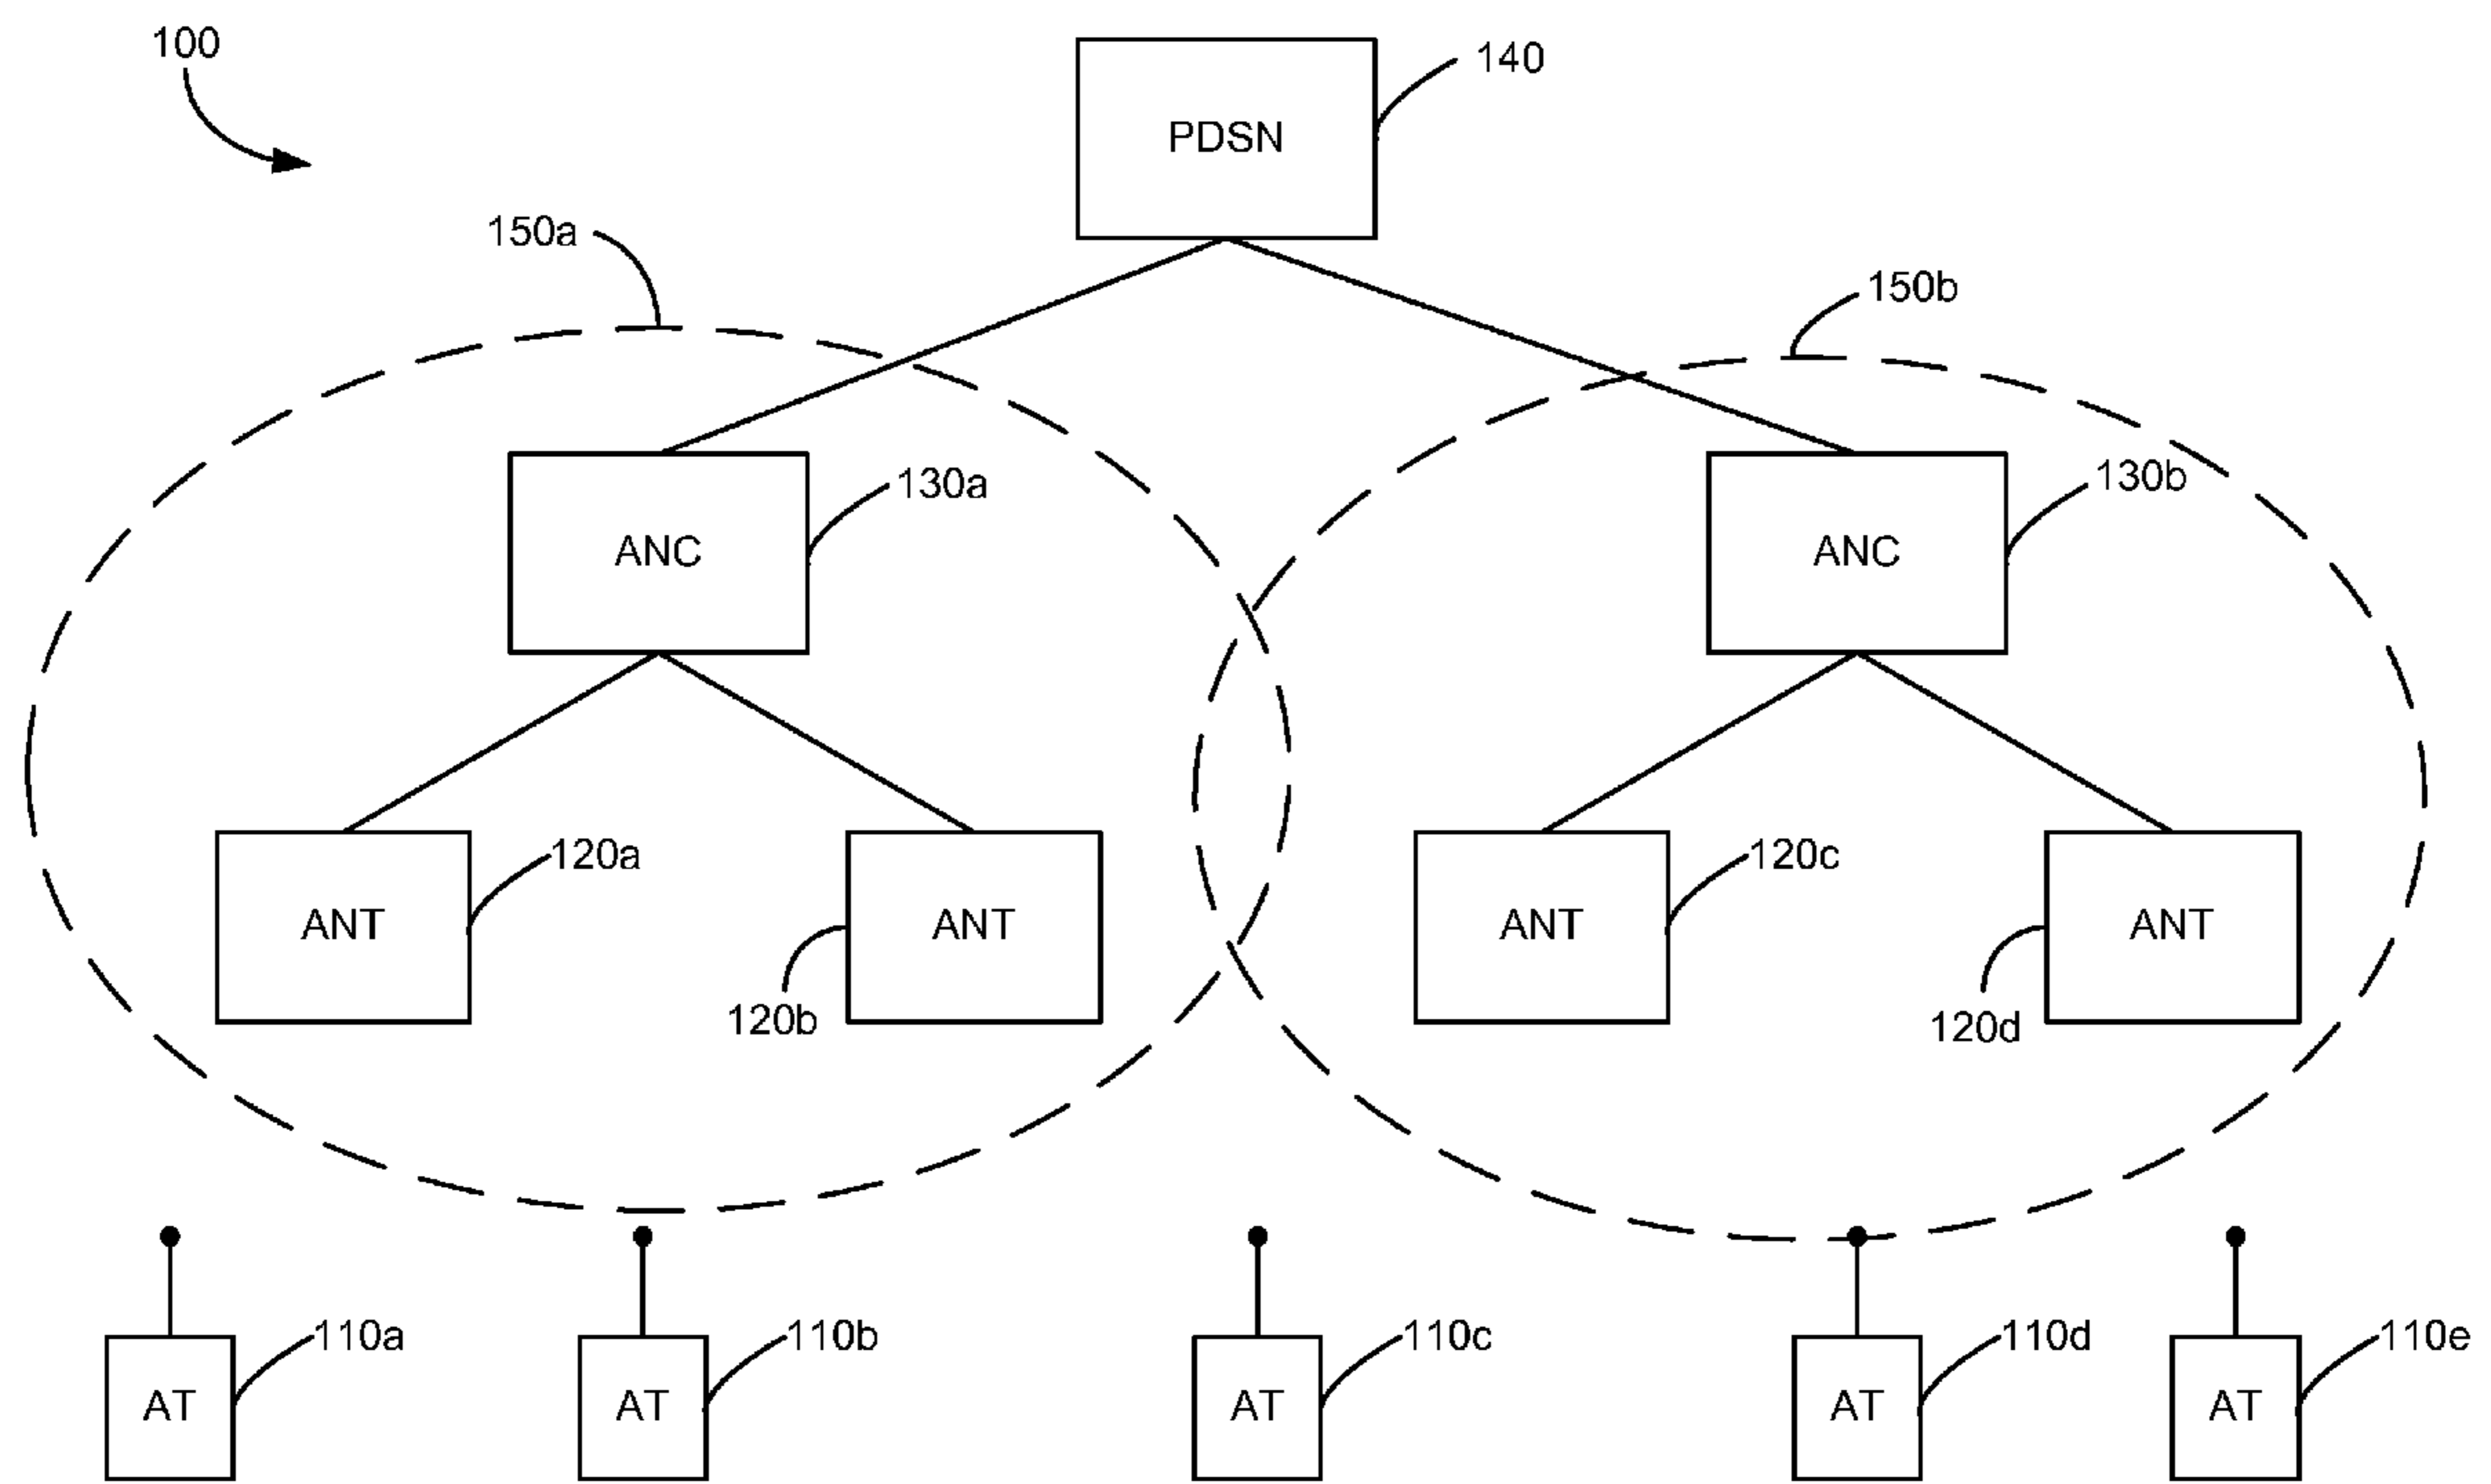 100
140
PDSN
150a
150b
130a
130b
ANC
ANC
120a
120c
ANT
ANT
ANT
ANT
120b
120d
110a
110b
110c
110d
110e
AT
AT
AT
AT
AT